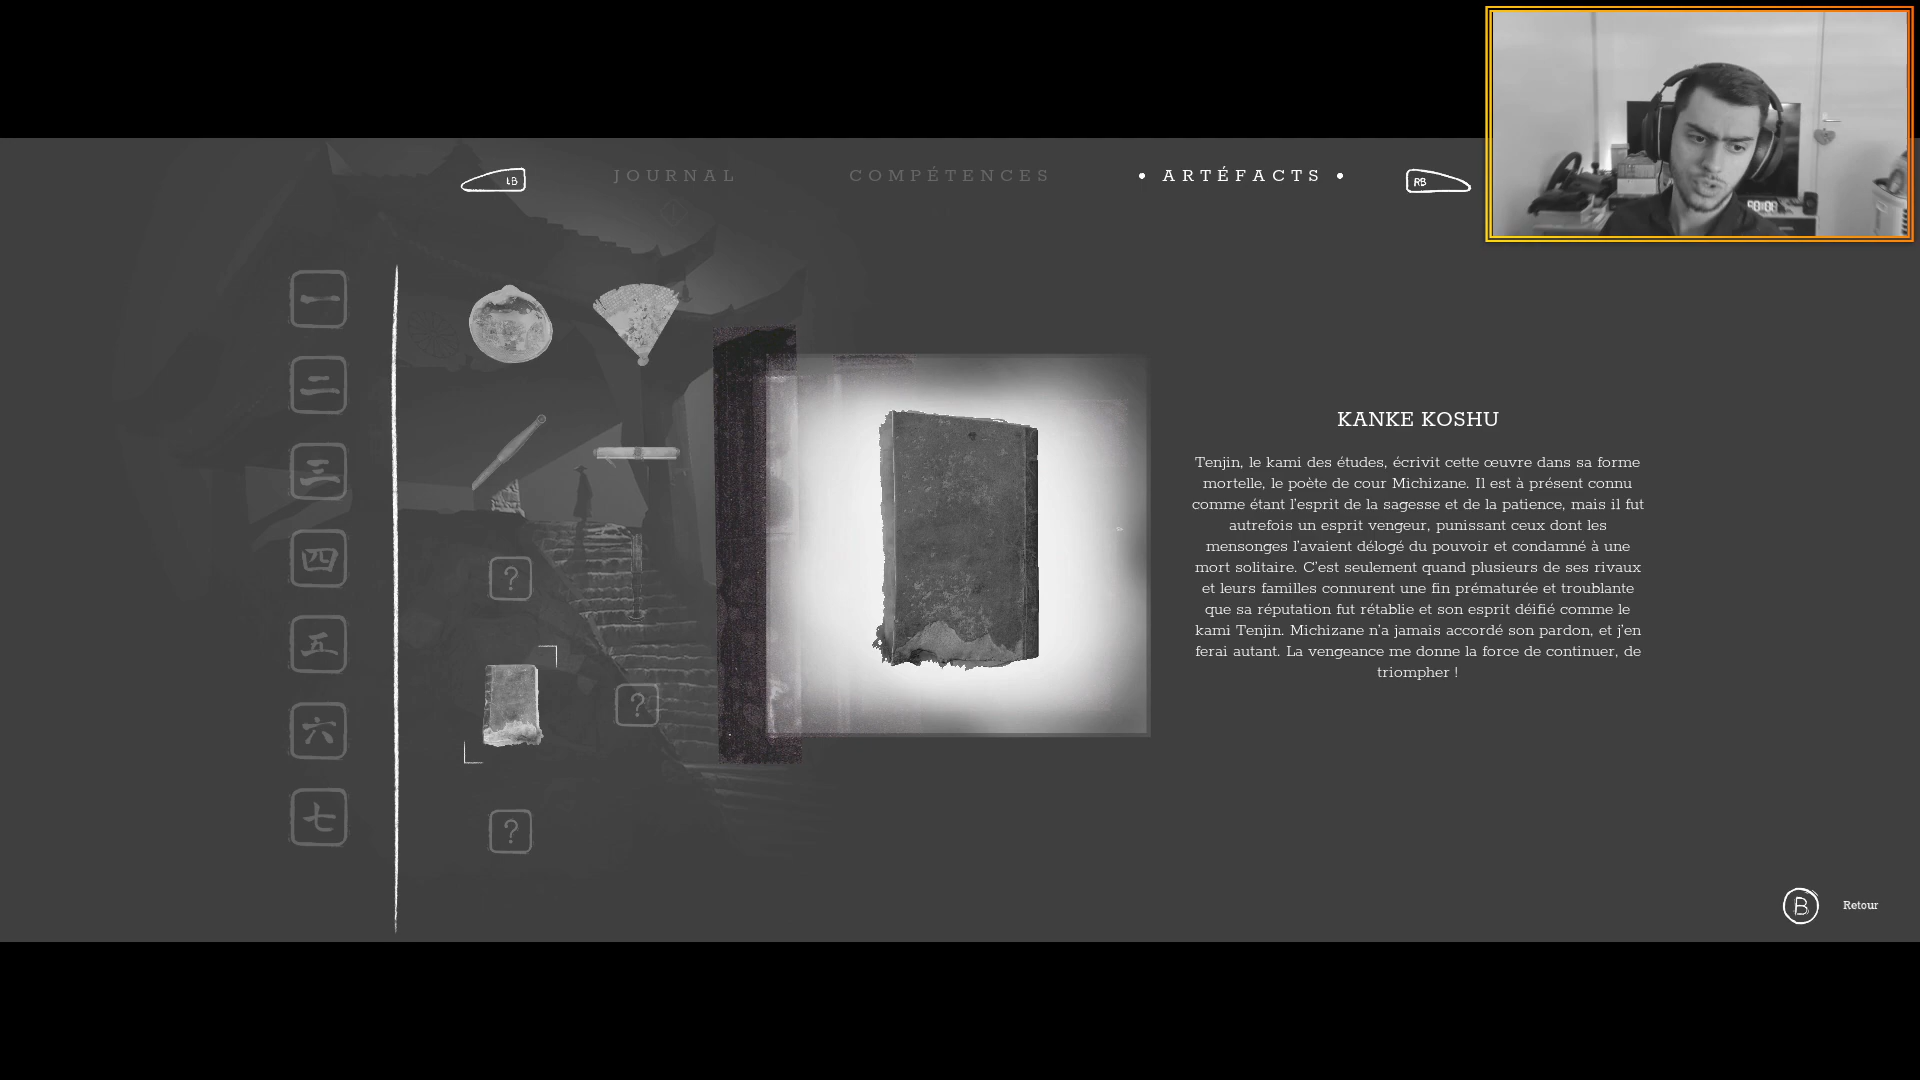 LB
JOURNAL
COMPÉTENCES
• ARTÉFACTS •
RB
60:08
一
二
三
四
五
六
七
?
?
?
KANKE KOSHU
Tenjin, le kami des études, écrivit cette œuvre dans sa forme
mortelle, le poète de cour Michizane. Il est à présent connu
comme étant l'esprit de la sagesse et de la patience, mais il fut
autrefois un esprit vengeur, punissant ceux dont les
mensonges l'avaient délogé du pouvoir et condamné à une
mort solitaire. C'est seulement quand plusieurs de ses rivaux
et leurs familles connurent une fin prématurée et troublante
que sa réputation fut rétablie et son esprit déifié comme le
kami Tenjin. Michizane n'a jamais accordé son pardon, et j'en
ferai autant. La vengeance me donne la force de continuer, de
triompher !
B
Retour